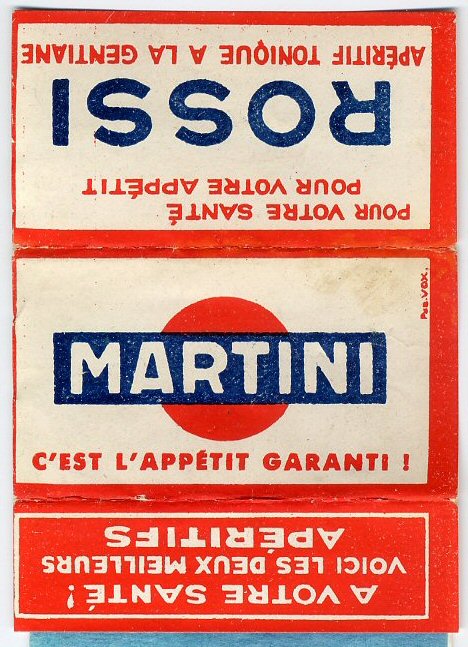 POUR VOTRE SANTÉ
POUR VOTRE APPÉTIT
ROSSI
APÉRITIF TONIQUE A LA GENTIANE
Pub. VOX.
MARTINI
C'EST L'APPÉTIT GARANTI !
A VOTRE SANTÉ!
VOICI LES DEUX MEILLEURS
APÉRITIFS